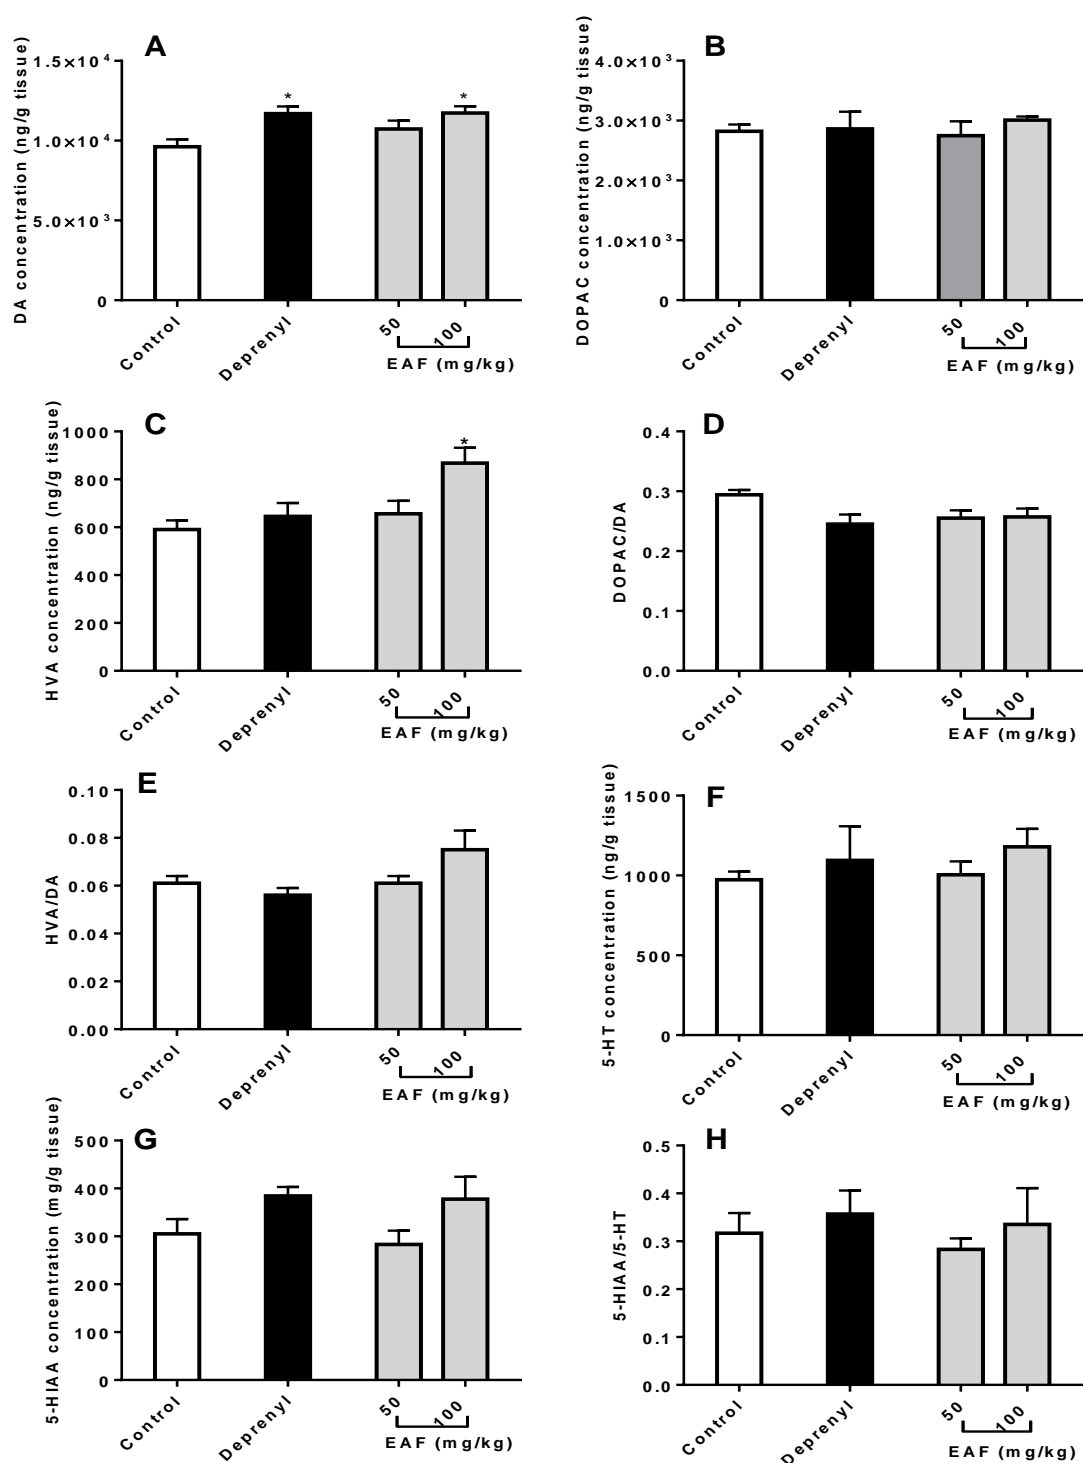 A
DA concentration (ng/g tissue)
1.5×10⁴
1.0×10⁴
5.0×10³
0
*
*
Control
Deprenyl
50
100
EAF (mg/kg)
B
DOPAC concentration (ng/g tissue)
4.0×10³
3.0×10³
2.0×10³
1.0×10³
0
Control
Deprenyl
50
100
EAF (mg/kg)
C
HVA concentration (ng/g tissue)
1000
800
600
400
200
0
*
Control
Deprenyl
50
100
EAF (mg/kg)
D
DOPAC/DA
0.4
0.3
0.2
0.1
0.0
Control
Deprenyl
50
100
EAF (mg/kg)
E
HVA/DA
0.10
0.08
0.06
0.04
0.02
0.00
Control
Deprenyl
50
100
EAF (mg/kg)
F
5-HT concentration (ng/g tissue)
1500
1000
500
0
Control
Deprenyl
50
100
EAF (mg/kg)
G
5-HIAA concentration (mg/g tissue)
500
400
300
200
100
0
Control
Deprenyl
50
100
EAF (mg/kg)
H
5-HIAA/5-HT
0.5
0.4
0.3
0.2
0.1
0.0
Control
Deprenyl
50
100
EAF (mg/kg)